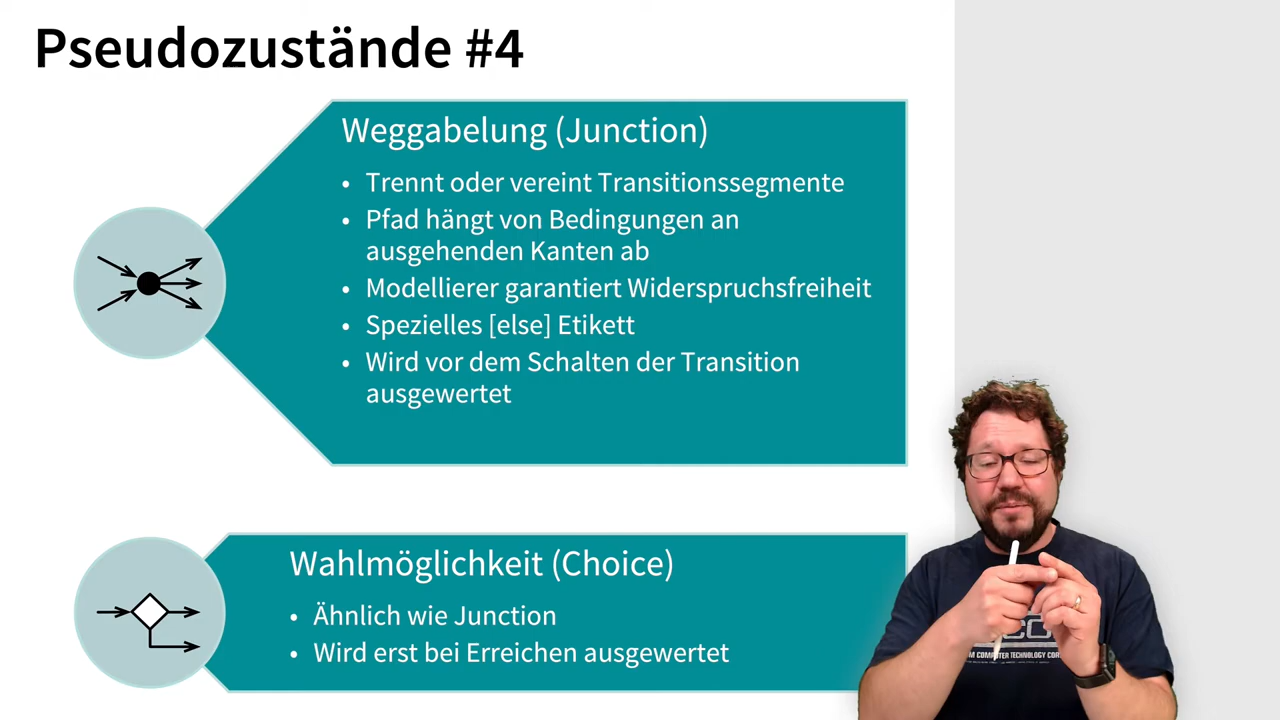 Pseudozustände #4
Weggabelung (Junction)
• Trennt oder vereint Transitionssegmente
• Pfad hängt von Bedingungen an
ausgehenden Kanten ab
• Modellierer garantiert Widerspruchsfreiheit
• Spezielles [else] Etikett
• Wird vor dem Schalten der Transition
ausgewertet
Wahlmöglichkeit (Choice)
• Ähnlich wie Junction
• Wird erst bei Erreichen ausgewertet
COMPUTER TECHNOLOGY